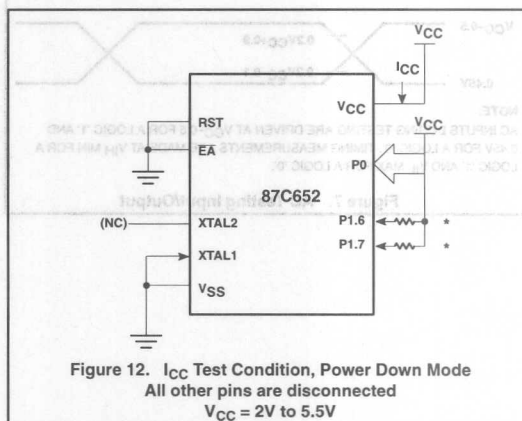 VCC
ICC
VCC
VCC
RST
EA
P0
87C652
(NC)
XTAL2
P1.6 *
XTAL1
P1.7 *
VSS
Figure 12. ICC Test Condition, Power Down Mode
All other pins are disconnected
VCC = 2V to 5.5V